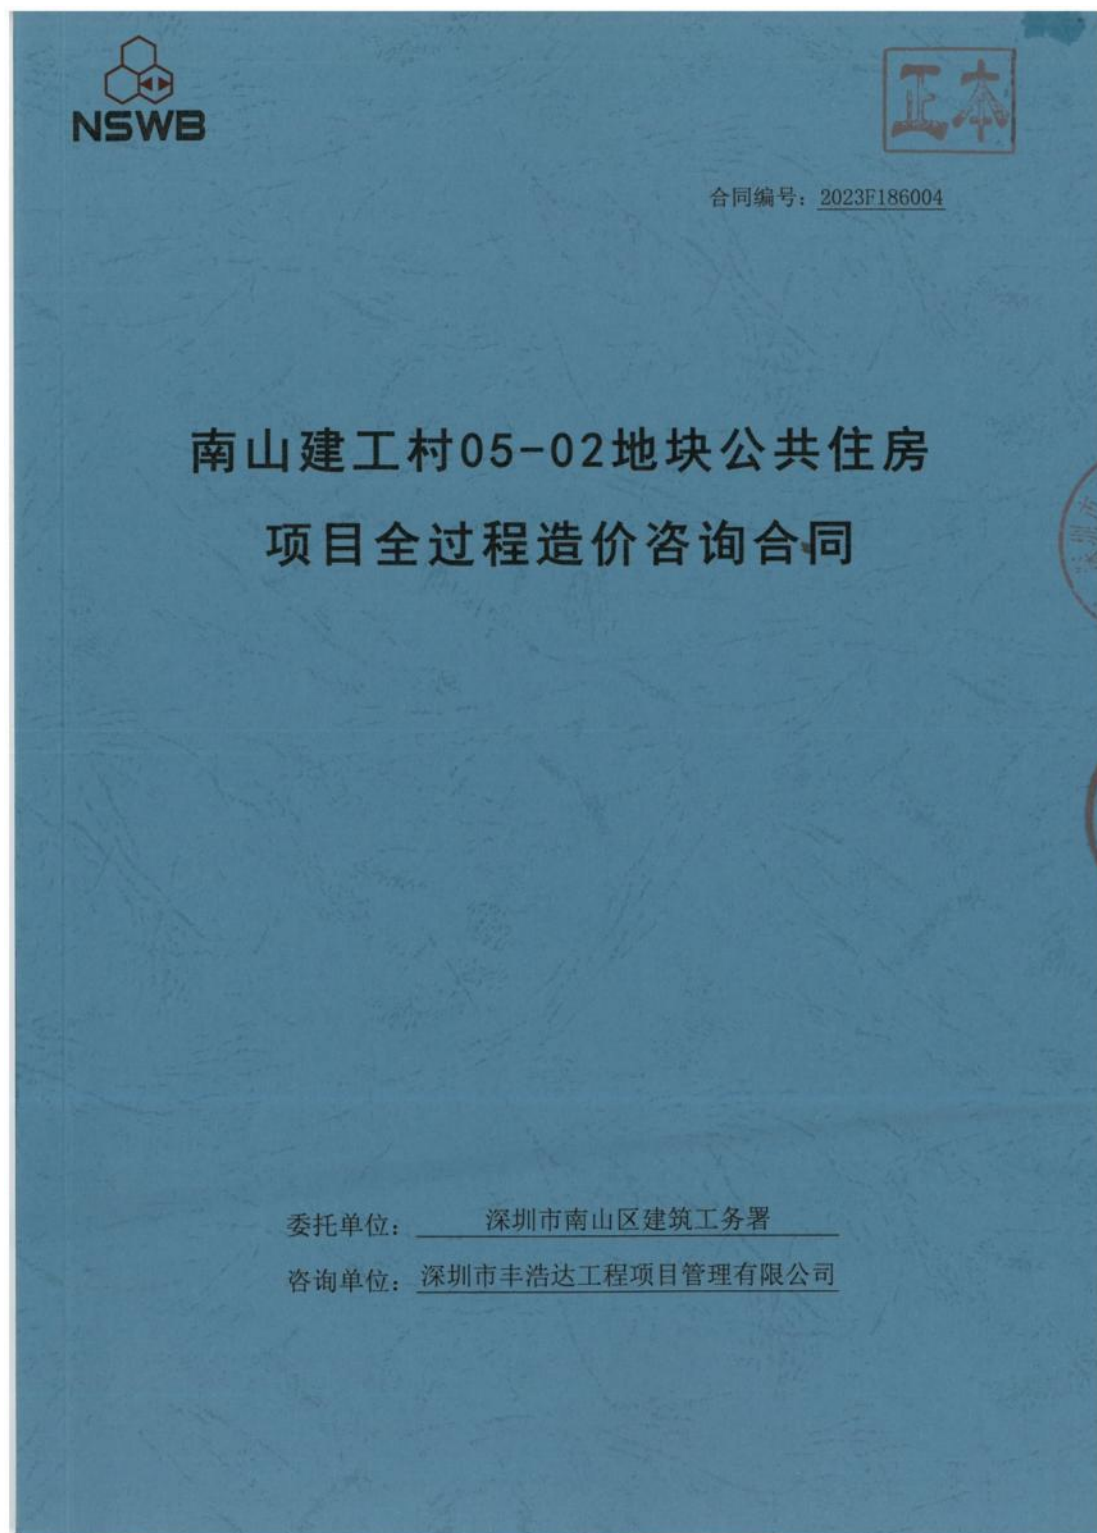 NSWB
正本
合同编号：2023F186004
南山建工村05-02地块公共住房
项目全过程造价咨询合同
委托单位：深圳市南山区建筑工务署
咨询单位：深圳市丰浩达工程项目管理有限公司
深圳市